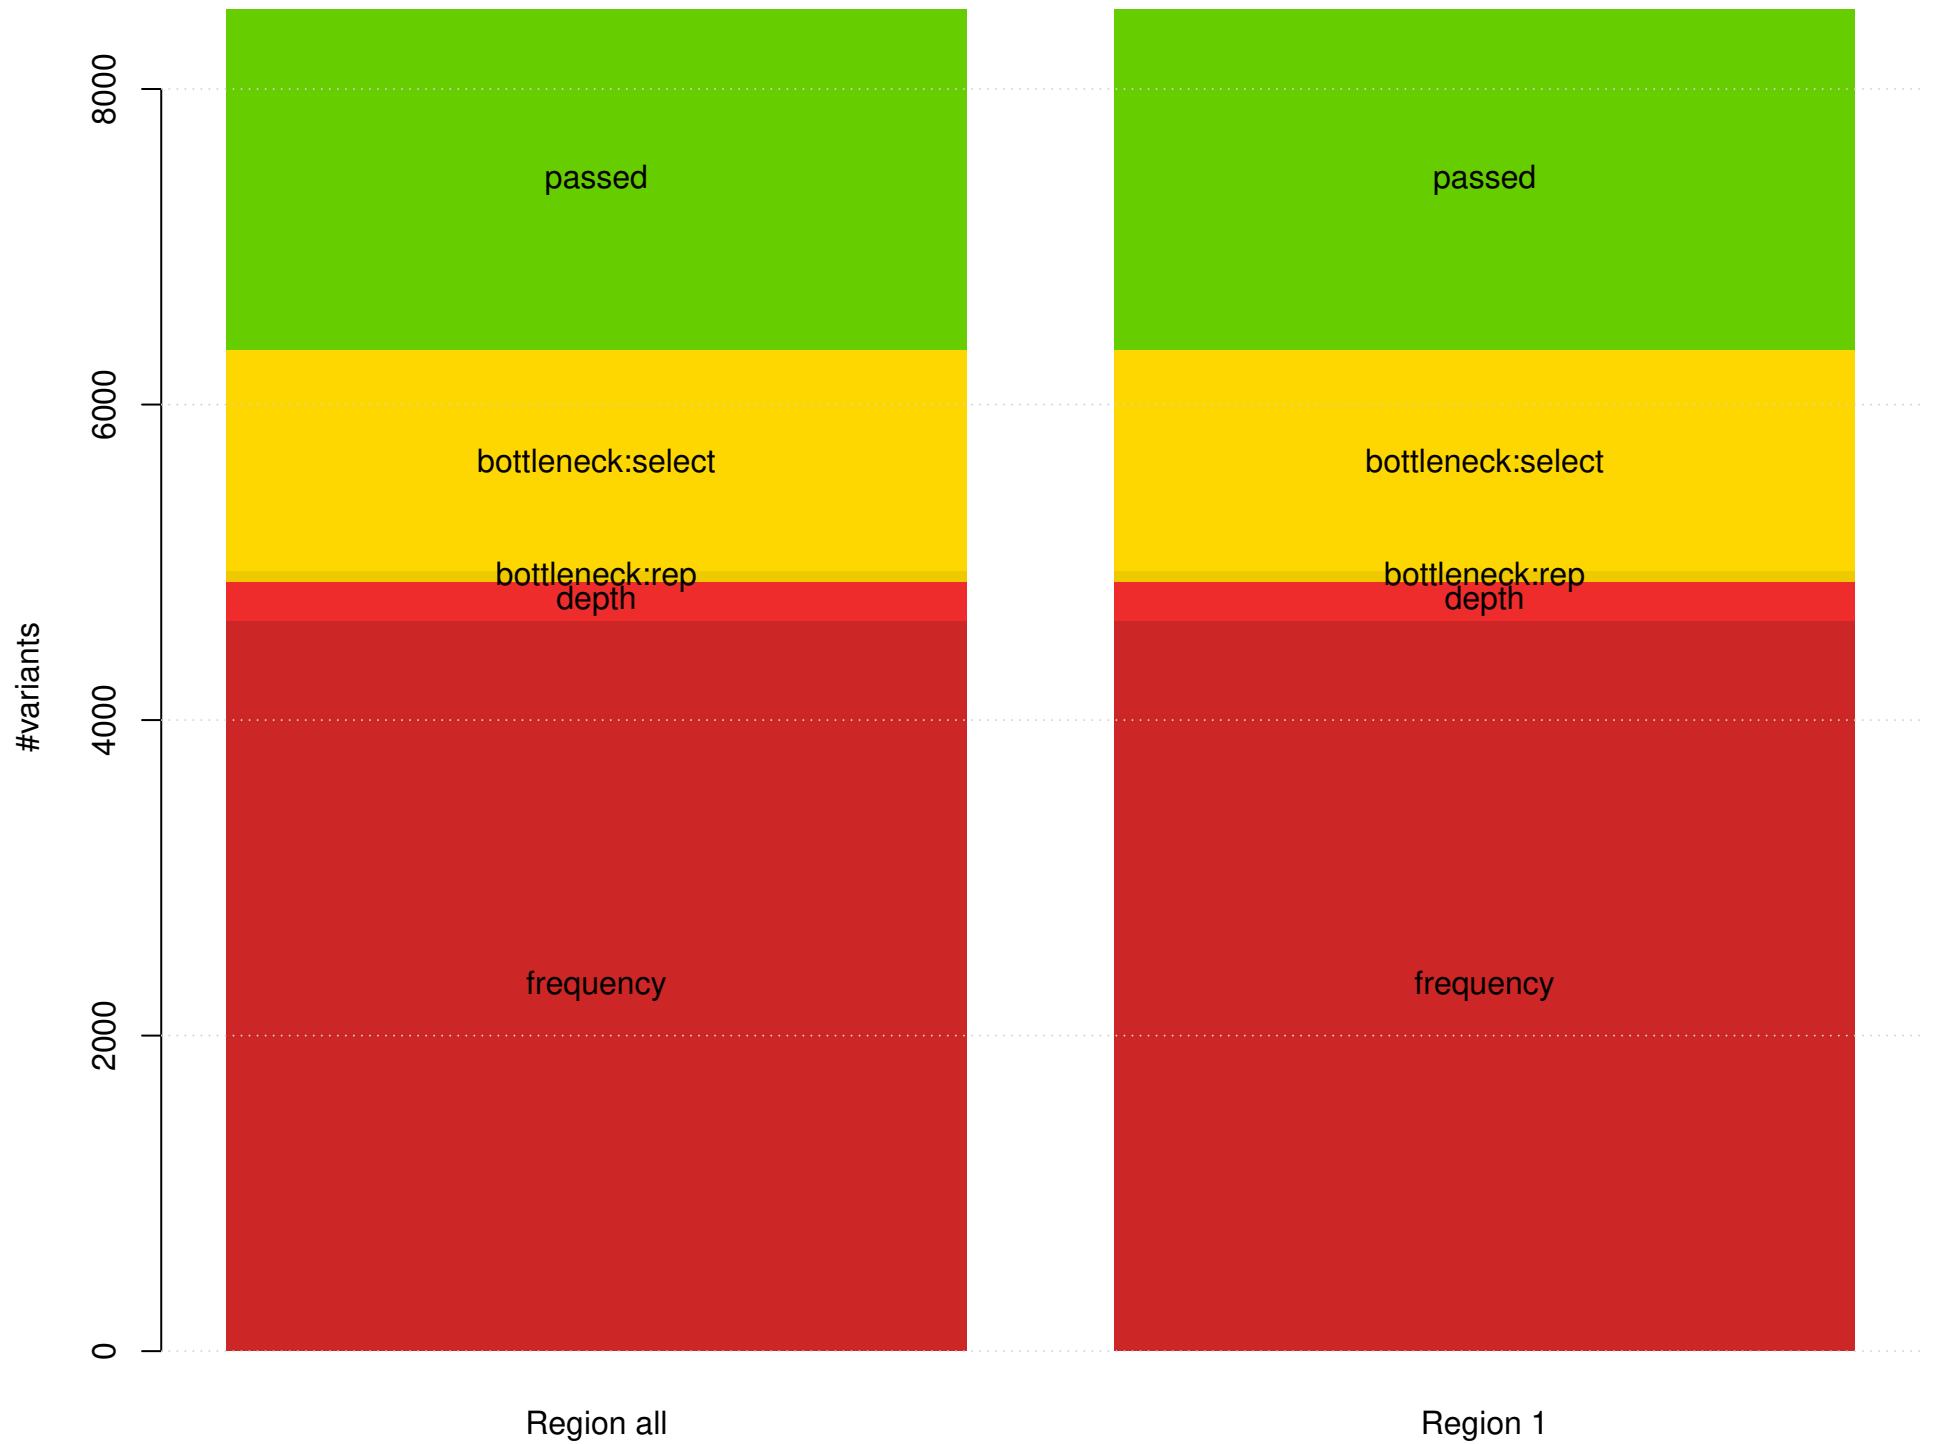 #variants
8000
6000
4000
2000
0
passed
bottleneck:select
bottleneck:rep
depth
frequency
passed
bottleneck:select
bottleneck:rep
depth
frequency
Region all
Region 1